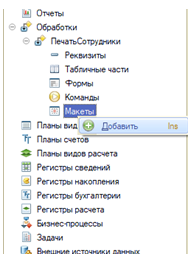 Отчеты
Обработки
ПечатьСотрудники
Реквизиты
Табличные части
Формы
Команды
Макеты
Планы вид
Добавить Ins
Планы счетов
Планы видов расчета
Регистры сведений
Регистры накопления
Регистры бухгалтерии
Регистры расчета
Бизнес-процессы
Задачи
Внешние источники данных